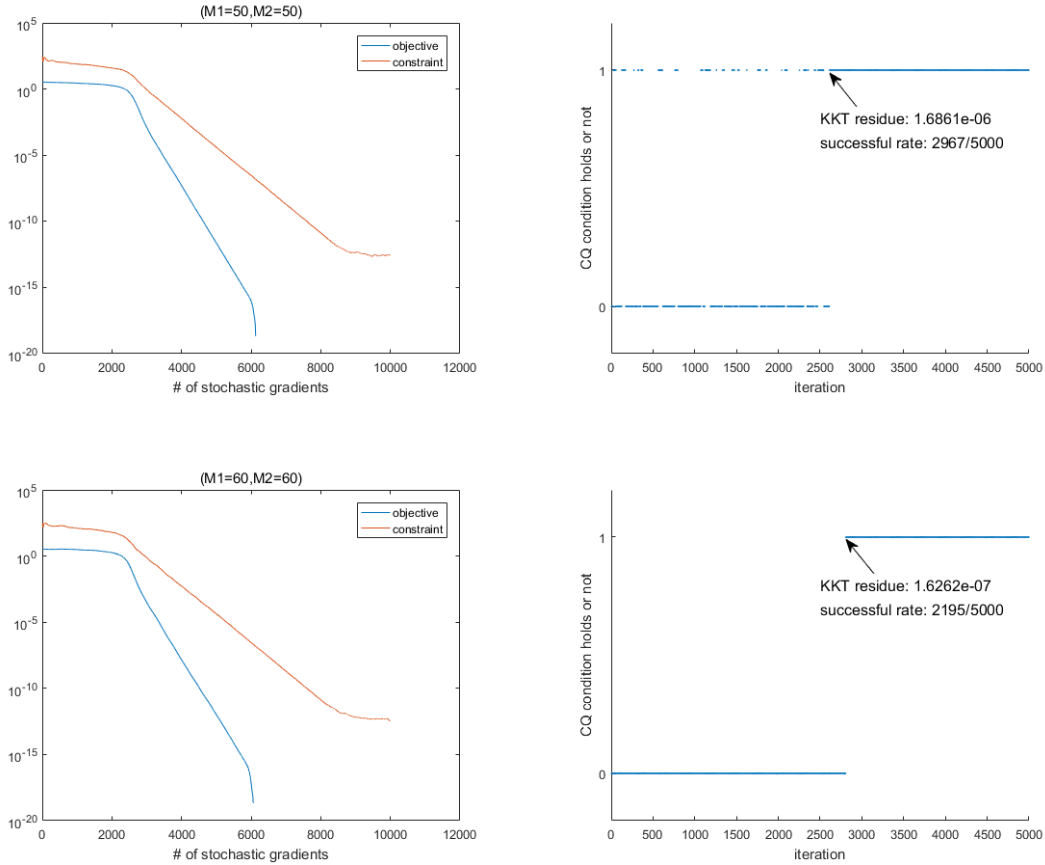 (M1=50,M2=50)
10^5
10^0
10^-5
10^-10
10^-15
10^-20
objective
constraint
0 2000 4000 6000 8000 10000 12000
# of stochastic gradients
CQ condition holds or not
1
0
KKT residue: 1.6861e-06
successful rate: 2967/5000
0 500 1000 1500 2000 2500 3000 3500 4000 4500 5000
iteration
(M1=60,M2=60)
10^5
10^0
10^-5
10^-10
10^-15
10^-20
objective
constraint
0 2000 4000 6000 8000 10000 12000
# of stochastic gradients
CQ condition holds or not
1
0
KKT residue: 1.6262e-07
successful rate: 2195/5000
0 500 1000 1500 2000 2500 3000 3500 4000 4500 5000
iteration